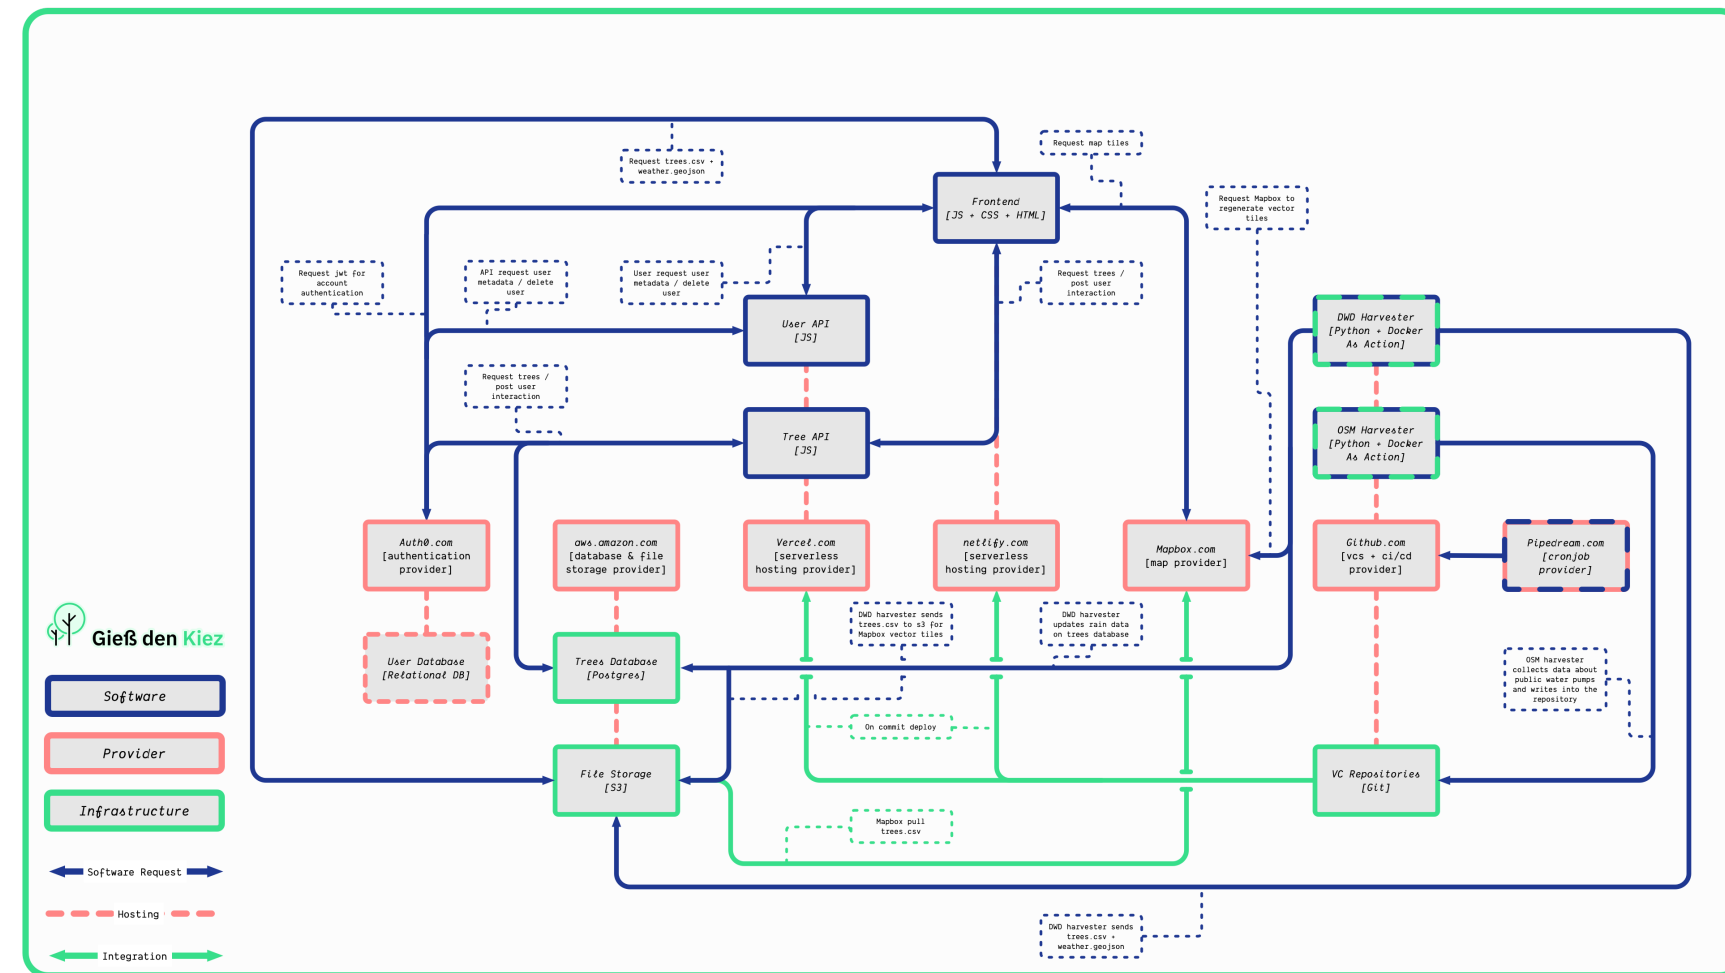 Request trees.csv +
weather.geojson
Request map tiles
Frontend
[JS + CSS + HTML]
Request Mapbox to
regenerate vector
tiles
Request jwt for
account
authentication
API request user
metadata / delete
user
User request user
metadata / delete
user
Request trees /
post user
interaction
User API
[JS]
DWD Harvester
[Python + Docker
As Action]
Request trees /
post user
interaction
Tree API
[JS]
OSM Harvester
[Python + Docker
As Action]
Auth0.com
[authentication
provider]
aws.amazon.com
[database & file
storage provider]
Vercel.com
[serverless
hosting provider]
netlify.com
[serverless
hosting provider]
Mapbox.com
[map provider]
Github.com
[vcs + ci/cd
provider]
Pipedream.com
[cronjob
provider]
DWD harvester sends
trees.csv to s3 for
Mapbox vector tiles
DWD harvester
updates rain data
on trees database
User Database
[Relational DB]
Trees Database
[Postgres]
OSM harvester
collects data about
public water pumps
and writes into the
repository
On commit deploy
File Storage
[S3]
VC Repositories
[Git]
Mapbox pull
trees.csv
DWD harvester sends
trees.csv +
weather.geojson
Gieß den Kiez
Software
Provider
Infrastructure
Software Request
Hosting
Integration